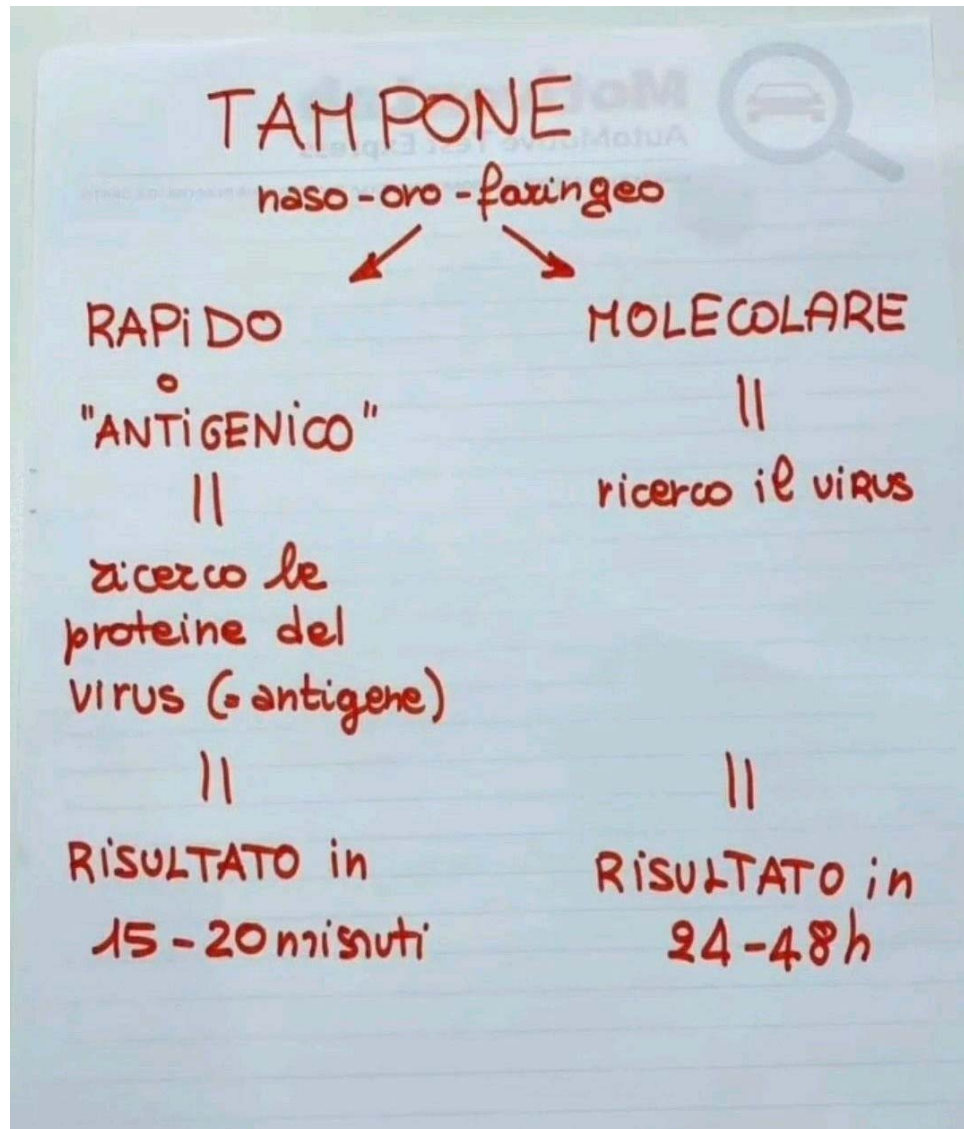 TAMPONE
naso-oro-faringeo
RAPiDO
o
"ANTiGENiCO"
||
ricerco le
proteine del
virus (= antigene)
||
RiSULTATO in
15-20 minuti
MOLECOLARE
||
ricerco il viRUS
||
RiSULTATO in
24-48h